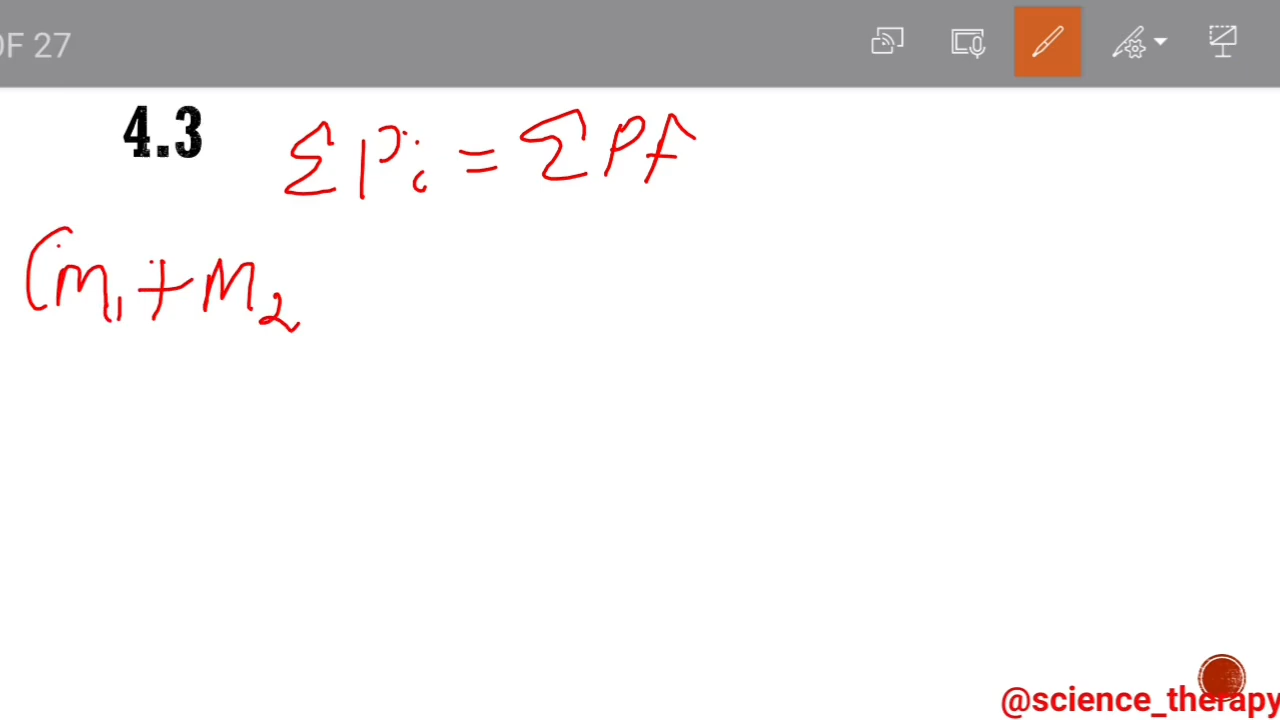 OF 27
4.3 Σpi = ΣPf
(m₁+M₂
@science_therapy